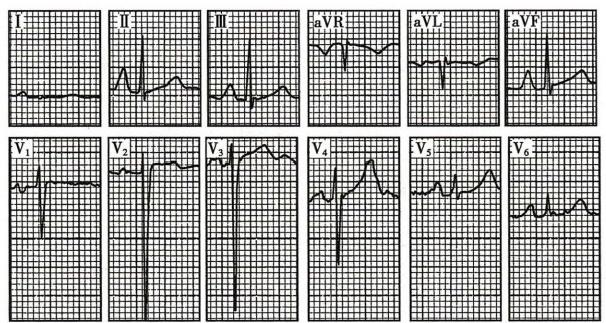 Ⅰ Ⅱ Ⅲ aVR aVL aVF
V₁ V₂ V₃ V₄ V₅ V₆